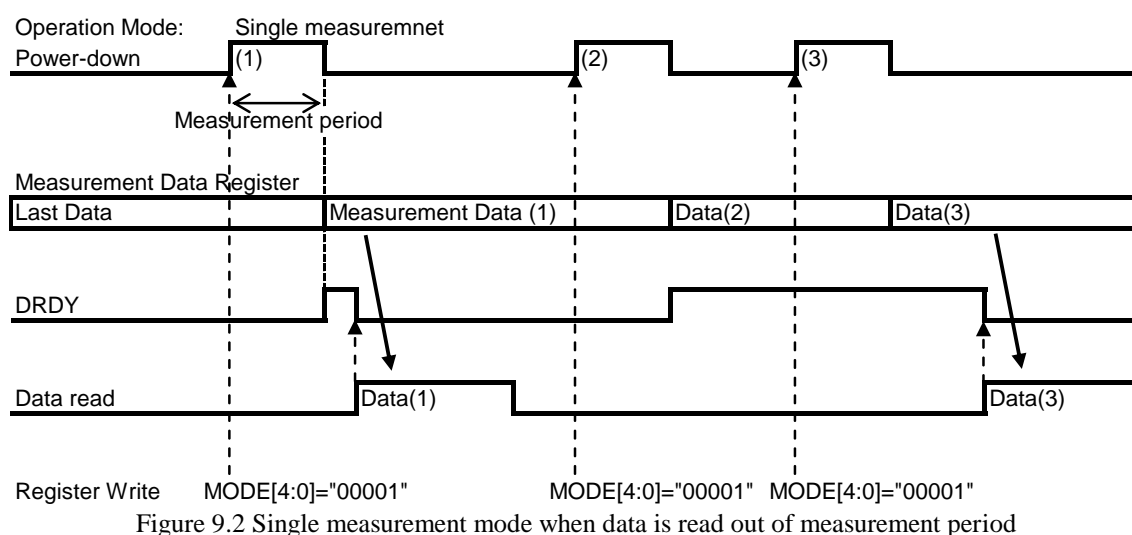 Operation Mode: Single measuremnet
Power-down (1) (2) (3)
Measurement period
Measurement Data Register
Last Data Measurement Data (1) Data(2) Data(3)
DRDY
Data read Data(1) Data(3)
Register Write MODE[4:0]="00001" MODE[4:0]="00001" MODE[4:0]="00001"
Figure 9.2 Single measurement mode when data is read out of measurement period